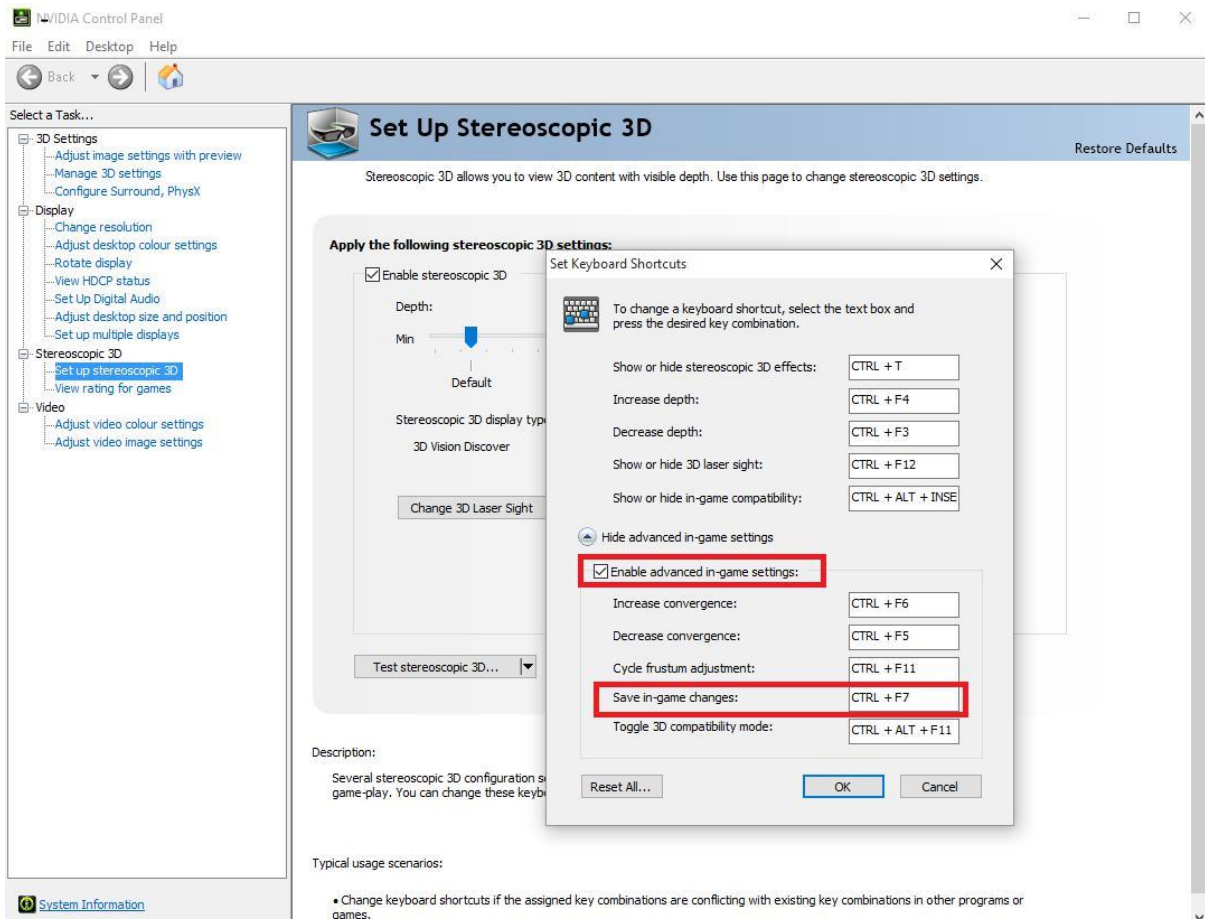 NVIDIA Control Panel
File Edit Desktop Help
Back
Select a Task...
3D Settings
Adjust image settings with preview
Manage 3D settings
Configure Surround, PhysX
Display
Change resolution
Adjust desktop colour settings
Rotate display
View HDCP status
Set Up Digital Audio
Adjust desktop size and position
Set up multiple displays
Stereoscopic 3D
Set up stereoscopic 3D
View rating for games
Video
Adjust video colour settings
Adjust video image settings
System Information
Set Up Stereoscopic 3D
Restore Defaults
Stereoscopic 3D allows you to view 3D content with visible depth. Use this page to change stereoscopic 3D settings.
Apply the following stereoscopic 3D settings:
Enable stereoscopic 3D
Depth:
Min
Default
Stereoscopic 3D display typ
3D Vision Discover
Change 3D Laser Sight
Test stereoscopic 3D...
Description:
Several stereoscopic 3D configuration s
game-play. You can change these keyb
Typical usage scenarios:
• Change keyboard shortcuts if the assigned key combinations are conflicting with existing key combinations in other programs or
games.
Set Keyboard Shortcuts
To change a keyboard shortcut, select the text box and
press the desired key combination.
Show or hide stereoscopic 3D effects: CTRL + T
Increase depth: CTRL + F4
Decrease depth: CTRL + F3
Show or hide 3D laser sight: CTRL + F12
Show or hide in-game compatibility: CTRL + ALT + INSE
Hide advanced in-game settings
Enable advanced in-game settings:
Increase convergence: CTRL + F6
Decrease convergence: CTRL + F5
Cycle frustum adjustment: CTRL + F11
Save in-game changes: CTRL + F7
Toggle 3D compatibility mode: CTRL + ALT + F11
Reset All... OK Cancel